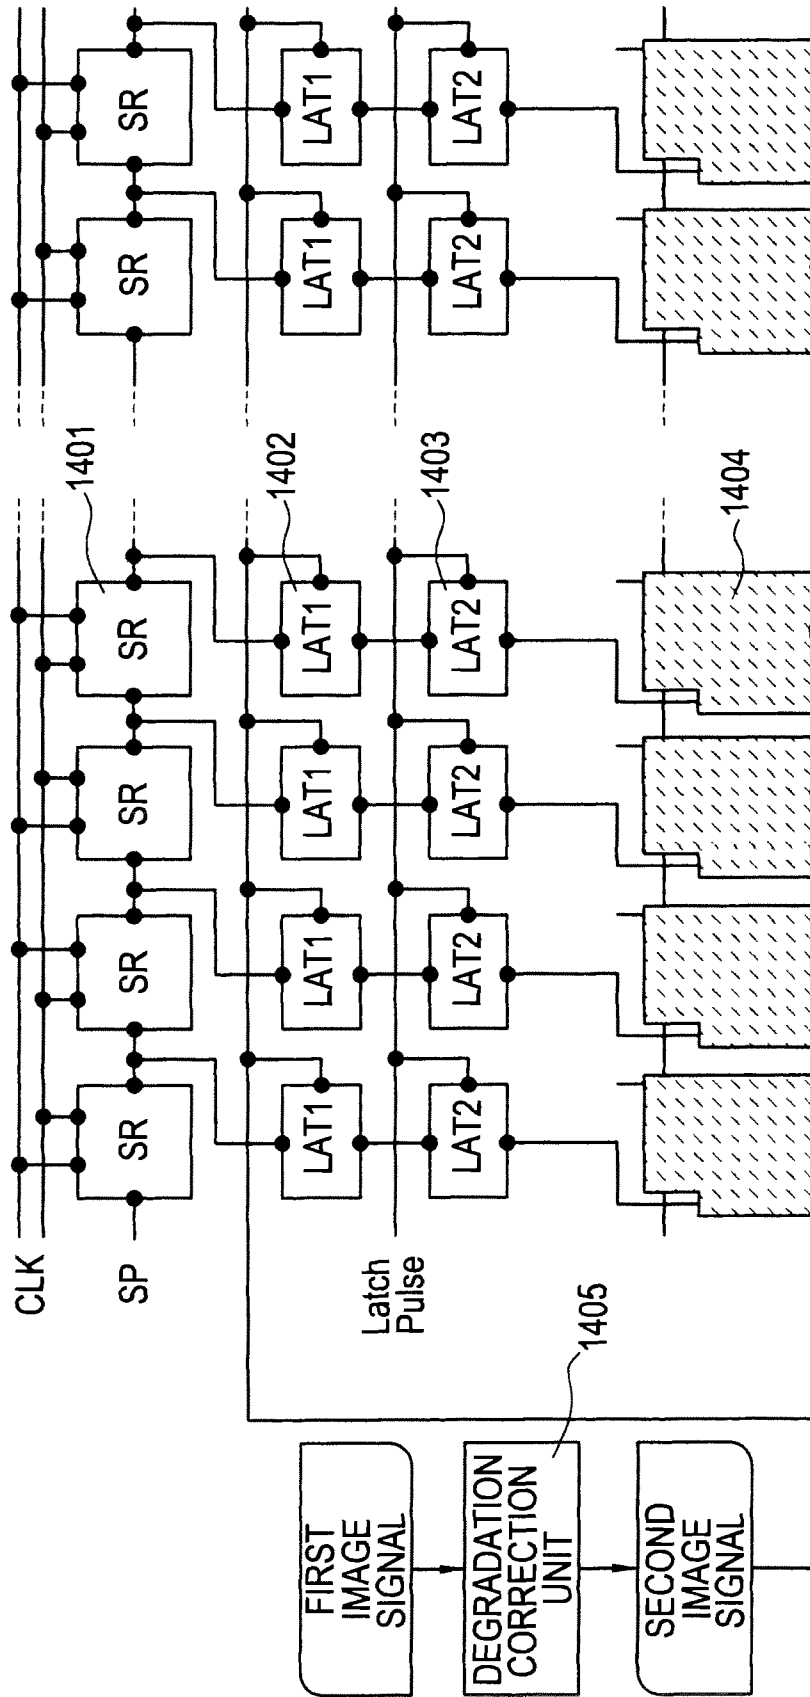 CLK
SP
SR
SR
SR
SR
SR
SR
1401
LAT1
LAT1
LAT1
LAT1
LAT1
LAT1
1402
Latch
Pulse
LAT2
LAT2
LAT2
LAT2
LAT2
LAT2
1403
1404
FIRST
IMAGE
SIGNAL
DEGRADATION
CORRECTION
UNIT
1405
SECOND
IMAGE
SIGNAL